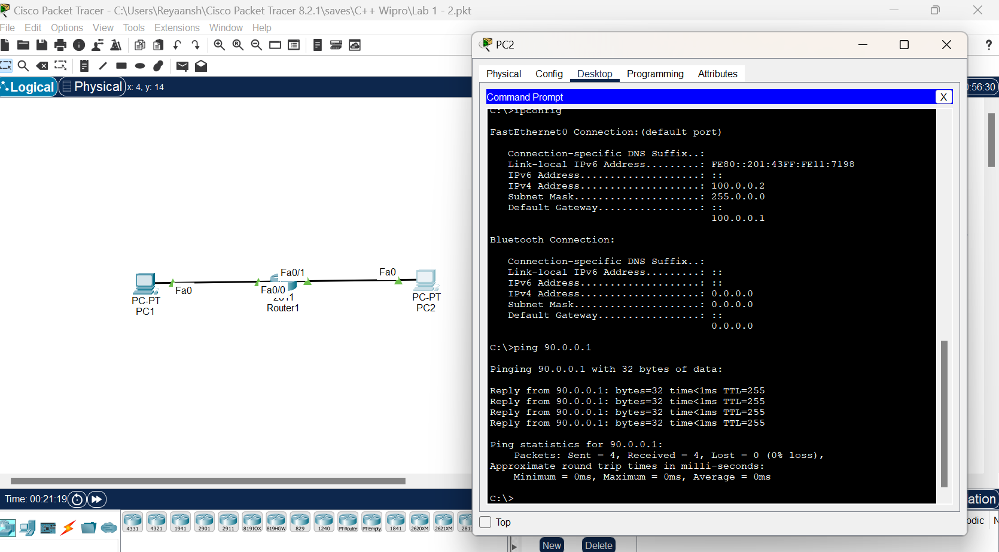 Cisco Packet Tracer - C:\Users\Reyaansh\Cisco Packet Tracer 8.2.1\saves\C++ Wipro\Lab 1 - 2.pkt
File Edit Options View Tools Extensions Window Help
?
Logical Physical x: 4, y: 14
:56:30
Fa0/1
Fa0
Fa0
Fa0/0
PC-PT
PC1
Router1
PC-PT
PC2
Time: 00:21:19
4331 4321 1941 2901 2911 819IOX 819HGW 829 1240 PT-Router PT-Empty 1841 2620XM 2621XM 281
New Delete
PC2
Physical Config Desktop Programming Attributes
Command Prompt X
C:\>ipconfig
FastEthernet0 Connection:(default port)
Connection-specific DNS Suffix..:
Link-local IPv6 Address.........: FE80::201:43FF:FE11:7198
IPv6 Address....................: ::
IPv4 Address....................: 100.0.0.2
Subnet Mask.....................: 255.0.0.0
Default Gateway.................: ::
100.0.0.1
Bluetooth Connection:
Connection-specific DNS Suffix..:
Link-local IPv6 Address.........: ::
IPv6 Address....................: ::
IPv4 Address....................: 0.0.0.0
Subnet Mask.....................: 0.0.0.0
Default Gateway.................: ::
0.0.0.0
C:\>ping 90.0.0.1
Pinging 90.0.0.1 with 32 bytes of data:
Reply from 90.0.0.1: bytes=32 time<1ms TTL=255
Reply from 90.0.0.1: bytes=32 time<1ms TTL=255
Reply from 90.0.0.1: bytes=32 time<1ms TTL=255
Reply from 90.0.0.1: bytes=32 time<1ms TTL=255
Ping statistics for 90.0.0.1:
Packets: Sent = 4, Received = 4, Lost = 0 (0% loss),
Approximate round trip times in milli-seconds:
Minimum = 0ms, Maximum = 0ms, Average = 0ms
C:\>
Top
ation
odic